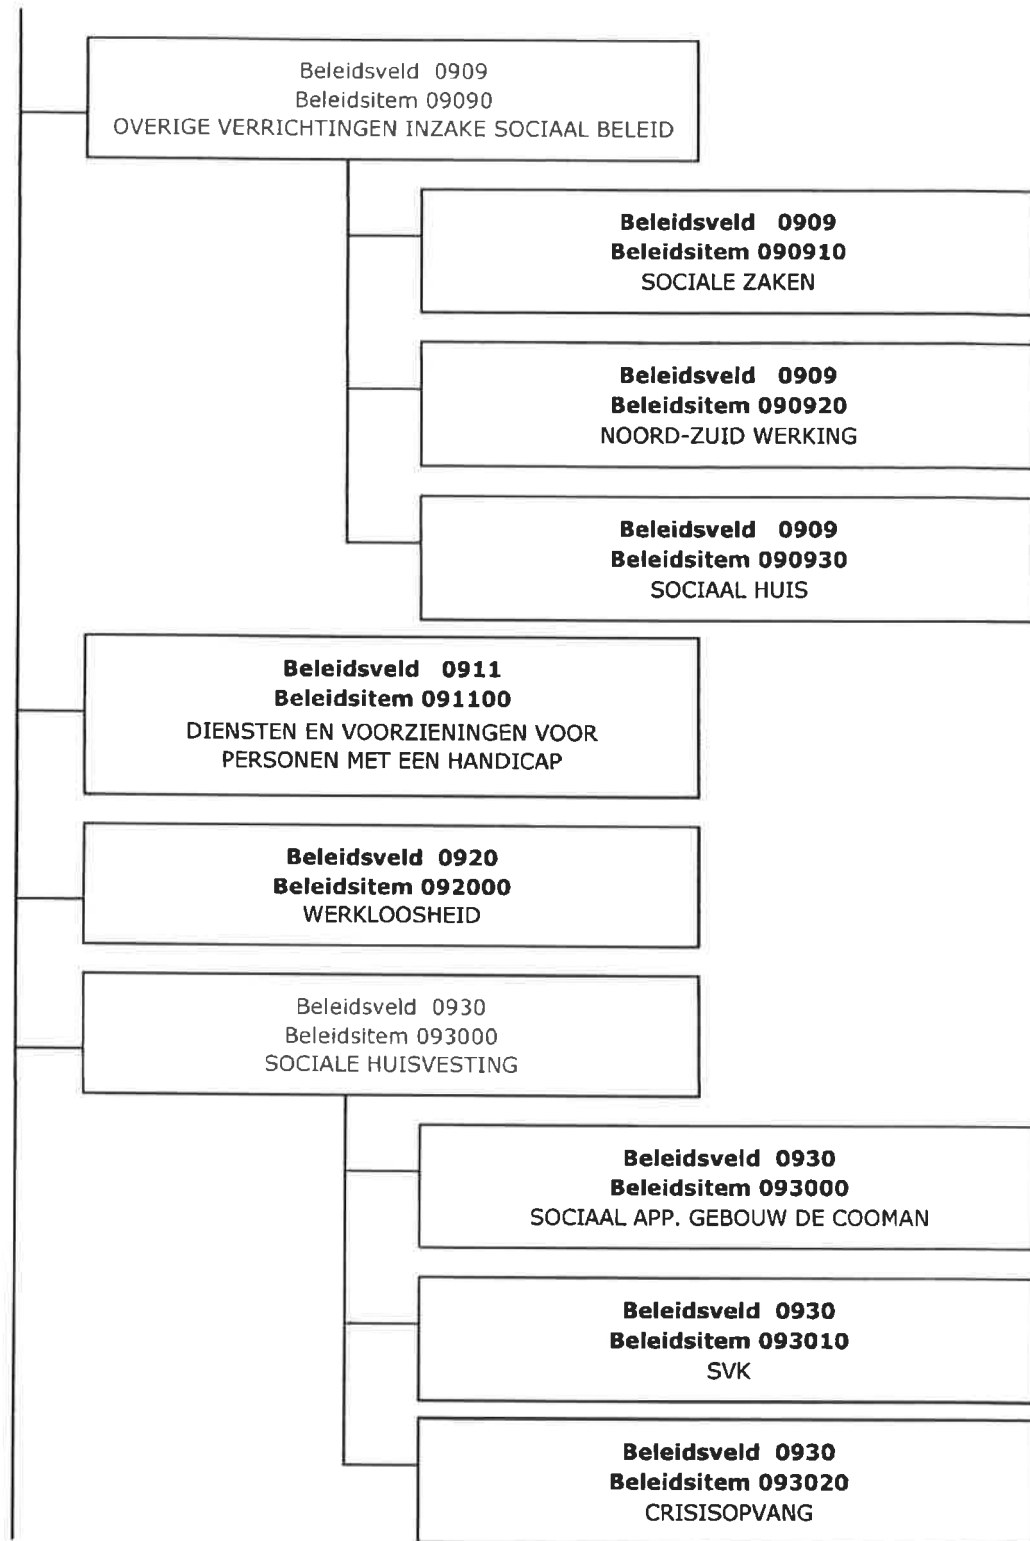 Beleidsveld 0909
Beleidsitem 09090
OVERIGE VERRICHTINGEN INZAKE SOCIAAL BELEID
Beleidsveld 0909
Beleidsitem 090910
SOCIALE ZAKEN
Beleidsveld 0909
Beleidsitem 090920
NOORD-ZUID WERKING
Beleidsveld 0909
Beleidsitem 090930
SOCIAAL HUIS
Beleidsveld 0911
Beleidsitem 091100
DIENSTEN EN VOORZIENINGEN VOOR
PERSONEN MET EEN HANDICAP
Beleidsveld 0920
Beleidsitem 092000
WERKLOOSHEID
Beleidsveld 0930
Beleidsitem 093000
SOCIALE HUISVESTING
Beleidsveld 0930
Beleidsitem 093000
SOCIAAL APP. GEBOUW DE COOMAN
Beleidsveld 0930
Beleidsitem 093010
SVK
Beleidsveld 0930
Beleidsitem 093020
CRISISOPVANG